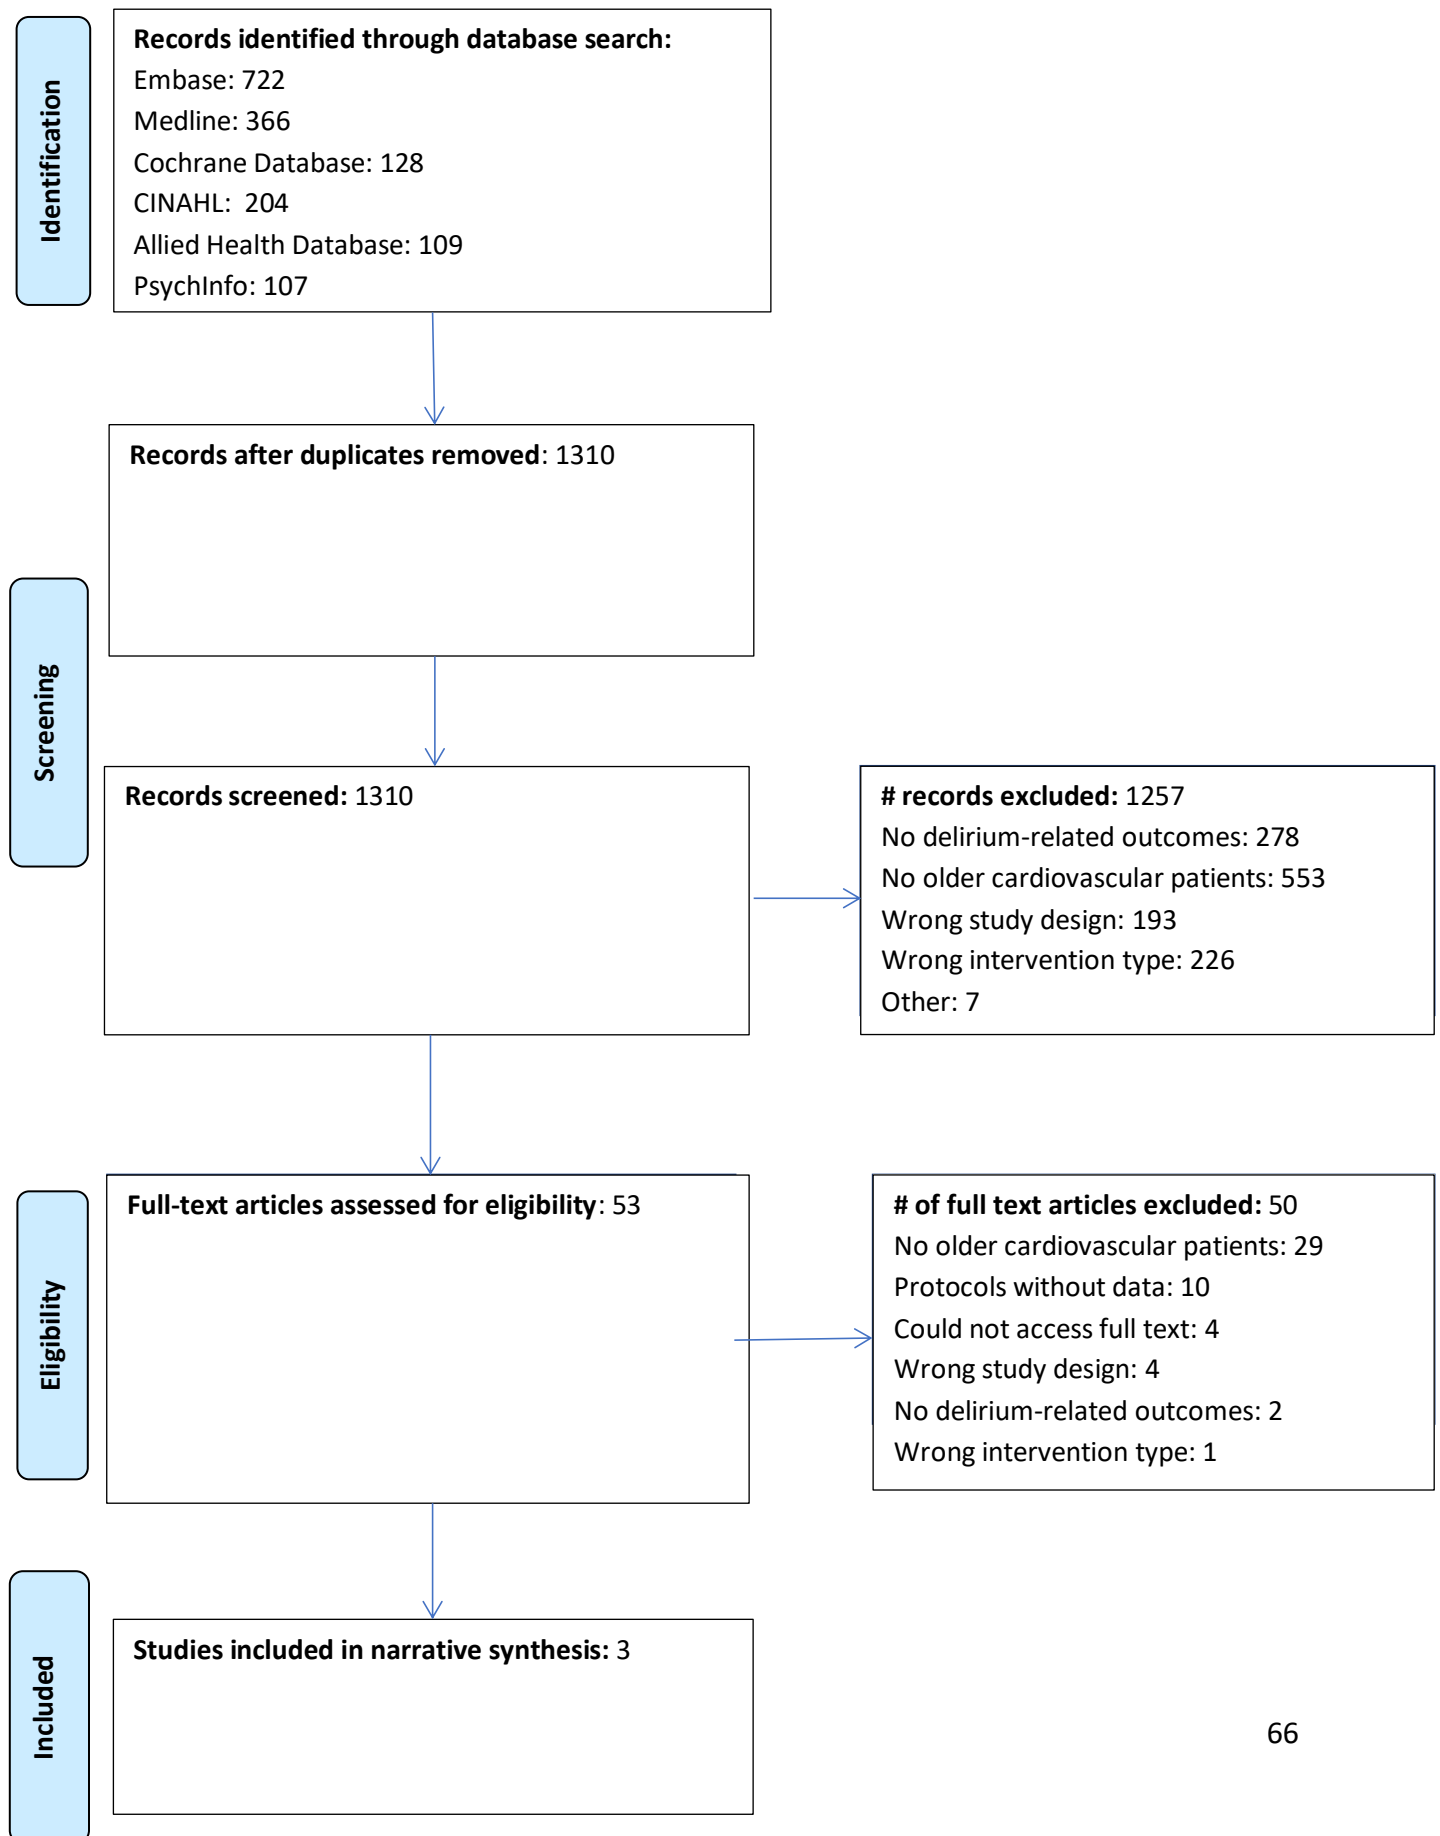 Identification
Records identified through database search:
Embase: 722
Medline: 366
Cochrane Database: 128
CINAHL:  204
Allied Health Database: 109
PsychInfo: 107
Records after duplicates removed: 1310
Screening
Records screened: 1310
# records excluded: 1257
No delirium-related outcomes: 278
No older cardiovascular patients: 553
Wrong study design: 193
Wrong intervention type: 226
Other: 7
Eligibility
Full-text articles assessed for eligibility: 53
# of full text articles excluded: 50
No older cardiovascular patients: 29
Protocols without data: 10
Could not access full text: 4
Wrong study design: 4
No delirium-related outcomes: 2
Wrong intervention type: 1
Included
Studies included in narrative synthesis: 3
66